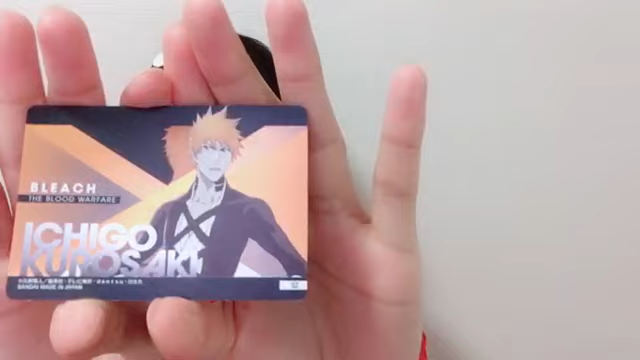 BLEACH
THE BLOOD WARFARE
ICHIGO
KUROSAKI
BANDAI MADE IN JAPAN